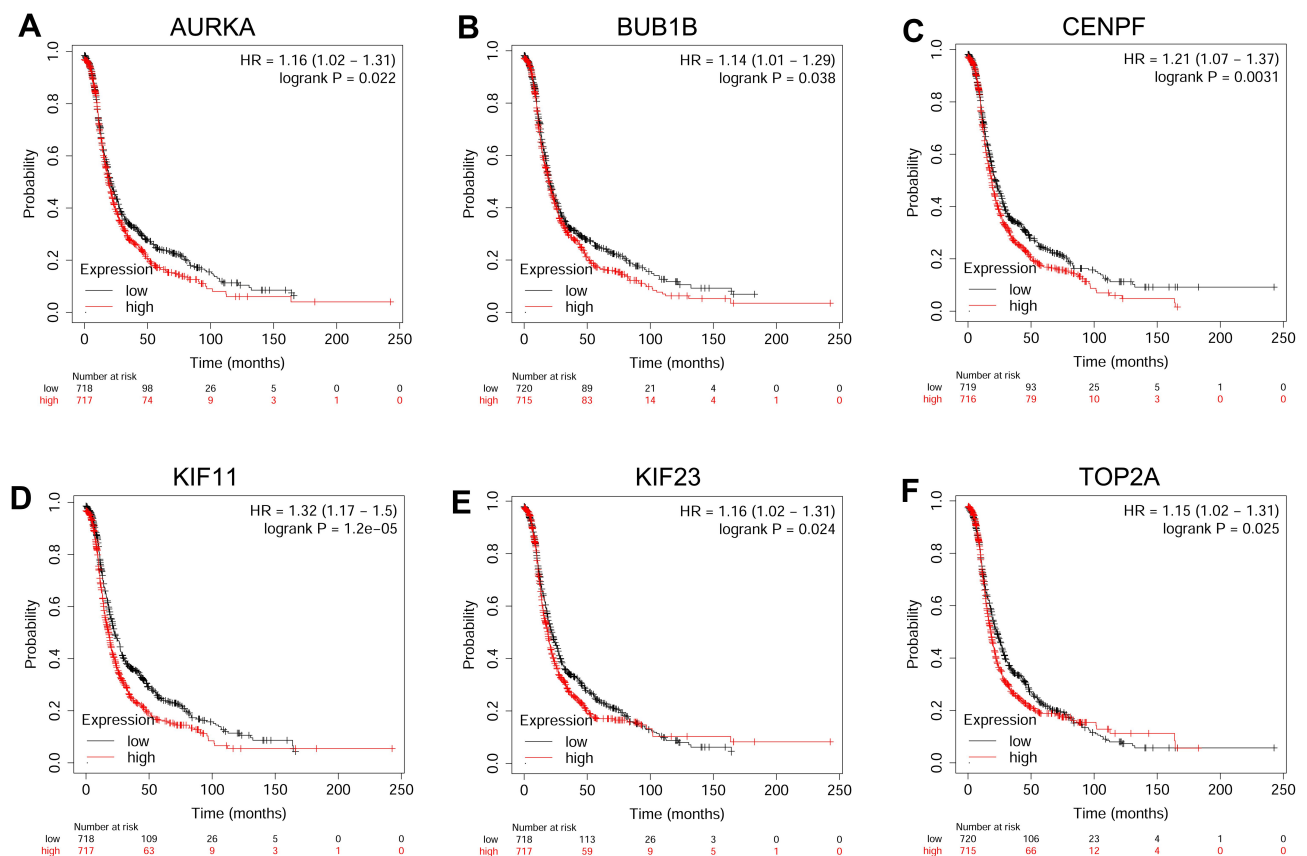 A
AURKA
HR = 1.16 (1.02 − 1.31)
logrank P = 0.022
Probability
0.0 0.2 0.4 0.6 0.8 1.0
Expression
low
high
0 50 100 150 200 250
Time (months)
Number at risk
low 718 98 26 5 0 0
high 717 74 9 3 1 0
B
BUB1B
HR = 1.14 (1.01 − 1.29)
logrank P = 0.038
Probability
0.0 0.2 0.4 0.6 0.8 1.0
Expression
low
high
0 50 100 150 200 250
Time (months)
Number at risk
low 720 89 21 4 0 0
high 715 83 14 4 1 0
C
CENPF
HR = 1.21 (1.07 − 1.37)
logrank P = 0.0031
Probability
0.0 0.2 0.4 0.6 0.8 1.0
Expression
low
high
0 50 100 150 200 250
Time (months)
Number at risk
low 719 93 25 5 1 0
high 716 79 10 3 0 0
D
KIF11
HR = 1.32 (1.17 − 1.5)
logrank P = 1.2e−05
Probability
0.0 0.2 0.4 0.6 0.8 1.0
Expression
low
high
0 50 100 150 200 250
Time (months)
Number at risk
low 718 109 26 5 0 0
high 717 63 9 3 1 0
E
KIF23
HR = 1.16 (1.02 − 1.31)
logrank P = 0.024
Probability
0.0 0.2 0.4 0.6 0.8 1.0
Expression
low
high
0 50 100 150 200 250
Time (months)
Number at risk
low 718 113 26 3 0 0
high 717 59 9 5 1 0
F
TOP2A
HR = 1.15 (1.02 − 1.31)
logrank P = 0.025
Probability
0.0 0.2 0.4 0.6 0.8 1.0
Expression
low
high
0 50 100 150 200 250
Time (months)
Number at risk
low 720 106 23 4 1 0
high 715 66 12 4 0 0